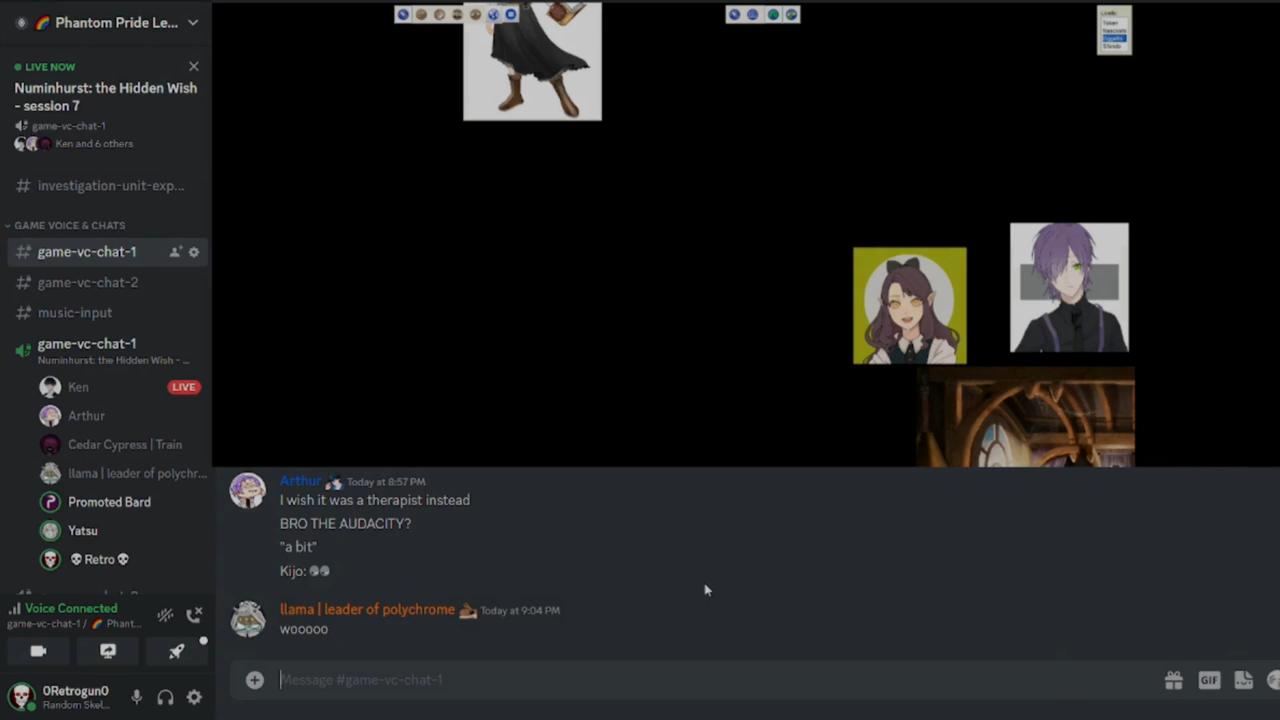 Phantom Pride Le...
LIVE NOW
Numinhurst: the Hidden Wish
- session 7
game-vc-chat-1
Ken and 6 others
investigation-unit-exp...
GAME VOICE & CHATS
game-vc-chat-1
game-vc-chat-2
music-input
game-vc-chat-1
Numinhurst: the Hidden Wish - ...
Ken
LIVE
Arthur
Cedar Cypress | Train
llama | leader of polychr...
Promoted Bard
Yatsu
Retro
Voice Connected
game-vc-chat-1 / Phant...
0Retrogun0
Random Skel...
Arthur Today at 8:57 PM
I wish it was a therapist instead
BRO THE AUDACITY?
"a bit"
Kijo:
llama | leader of polychrome Today at 9:04 PM
wooooo
Message #game-vc-chat-1
GIF